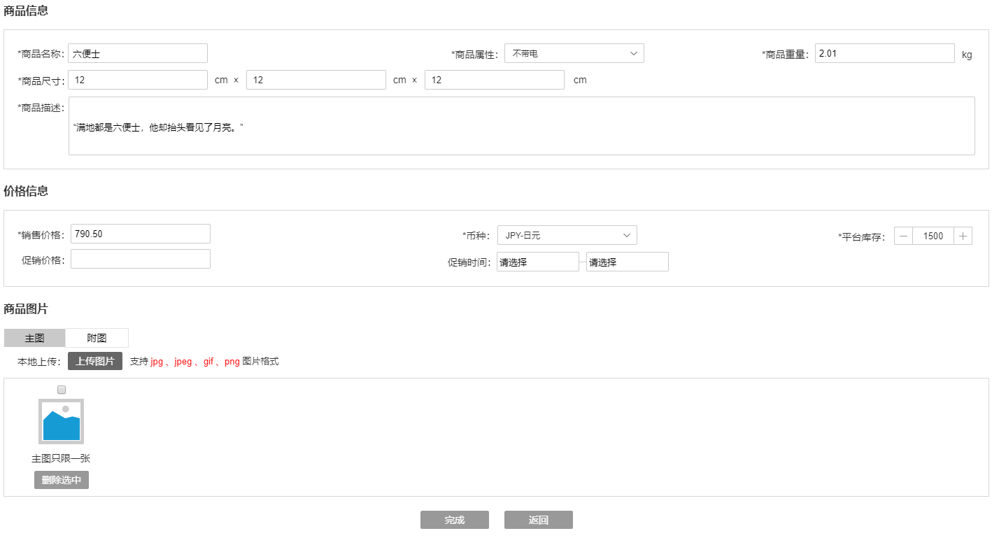 商品信息
*商品名称: 六便士 *商品属性: 不带电 *商品重量: 2.01 kg
*商品尺寸: 12 cm × 12 cm × 12 cm
*商品描述:
“满地都是六便士，他却抬头看见了月亮。”
价格信息
*销售价格: 790.50 *币种: JPY-日元 *平台库存: 1500
促销价格: 促销时间: 请选择 请选择
商品图片
主图 附图
本地上传: 上传图片 支持 jpg 、jpeg 、gif 、png 图片格式
主图只限一张
删除选中
完成 返回